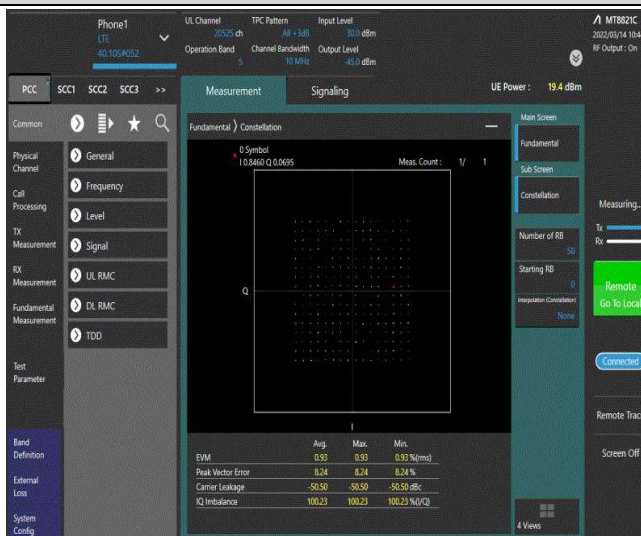 Phone1
LTE
40.10S#052
UL Channel
20525 ch
TPC Pattern
All +3dB
Input Level
30.0 dBm
Operation Band
5
Channel Bandwidth
10 MHz
Output Level
-45.0 dBm
MT8821C
2022/03/14 10:4
RF Output : On
PCC SCC1 SCC2 SCC3 >>
Measurement
Signaling
UE Power : 19.4 dBm
Common
Physical
Channel
Call
Processing
TX
Measurement
RX
Measurement
Fundamental
Measurement
Test
Parameter
Band
Definition
External
Loss
System
Config
General
Frequency
Level
Signal
UL RMC
DL RMC
TDD
Fundamental Constellation
0 Symbol
I 0.8460 Q 0.0695
Meas. Count : 1/ 1
Q
I
Avg. Max. Min.
EVM 0.93 0.93 0.93 %(rms)
Peak Vector Error 8.24 8.24 8.24 %
Carrier Leakage -50.50 -50.50 -50.50 dBc
IQ Imbalance 100.23 100.23 100.23 %(I/Q)
Main Screen
Fundamental
Sub Screen
Constellation
Number of RB
50
Starting RB
0
Interpolation (Constellation)
None
4 Views
Measuring...
Tx
Rx
Remote
Go To Local
Connected
Remote Trac
Screen Off